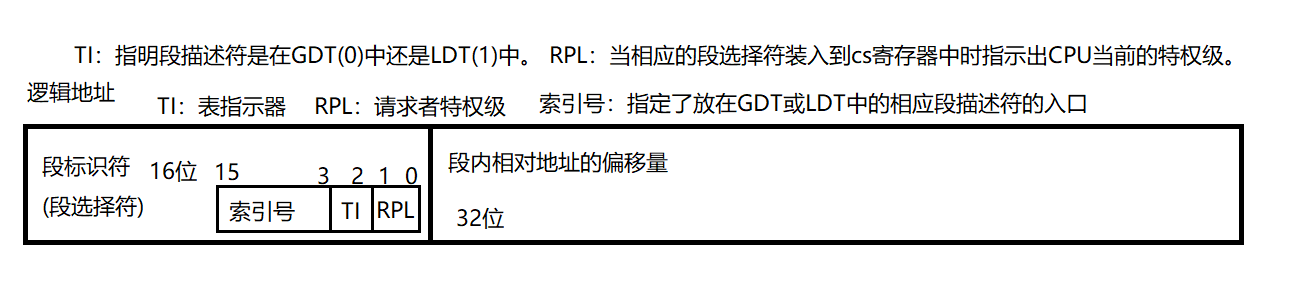 TI：指明段描述符是在GDT(0)中还是LDT(1)中。 RPL：当相应的段选择符装入到cs寄存器中时指示出CPU当前的特权级。
逻辑地址
TI：表指示器 RPL：请求者特权级 索引号：指定了放在GDT或LDT中的相应段描述符的入口
段标识符 16位 15 3 2 1 0
(段选择符) 索引号 TI RPL
段内相对地址的偏移量
32位